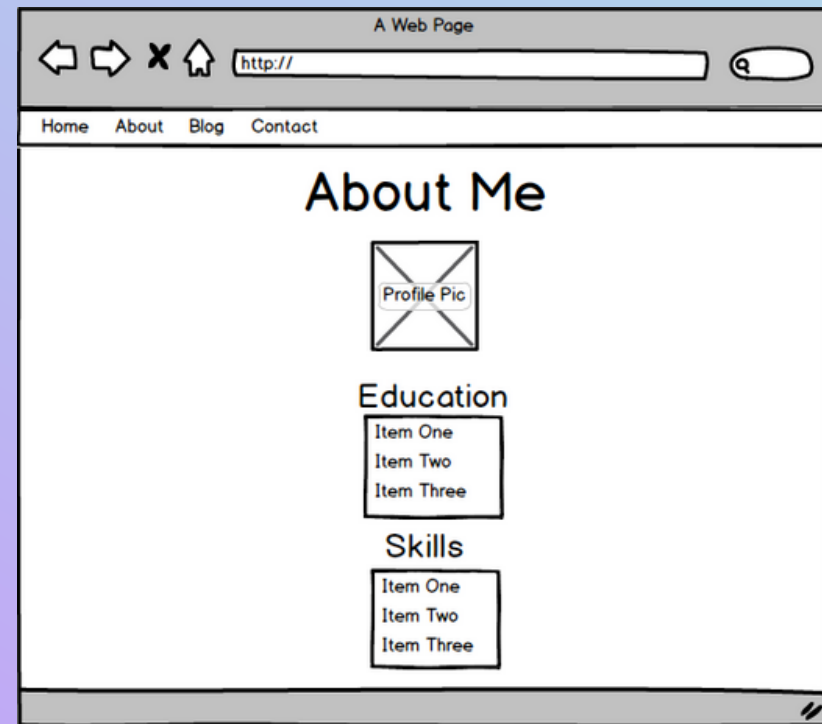 A Web Page
http://
Home About Blog Contact
About Me
Profile Pic
Education
Item One
Item Two
Item Three
Skills
Item One
Item Two
Item Three